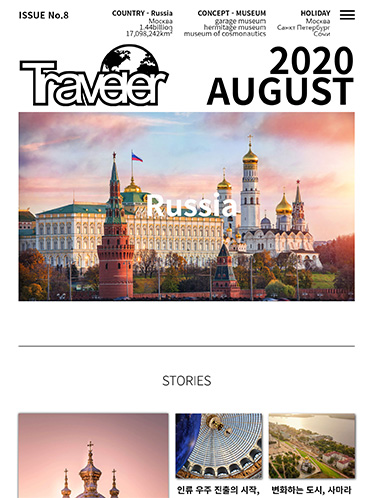 ISSUE No.8
COUNTRY - Russia
Москва
1.44billion
17,098,242km²
CONCEPT - MUSEUM
garage museum
hermitage museum
museum of cosmonautics
HOLIDAY
Москва
Санкт Петербург
Сочи
Traveler
2020
AUGUST
Russia
STORIES
인류 우주 진출의 시작,
변화하는 도시, 사마라